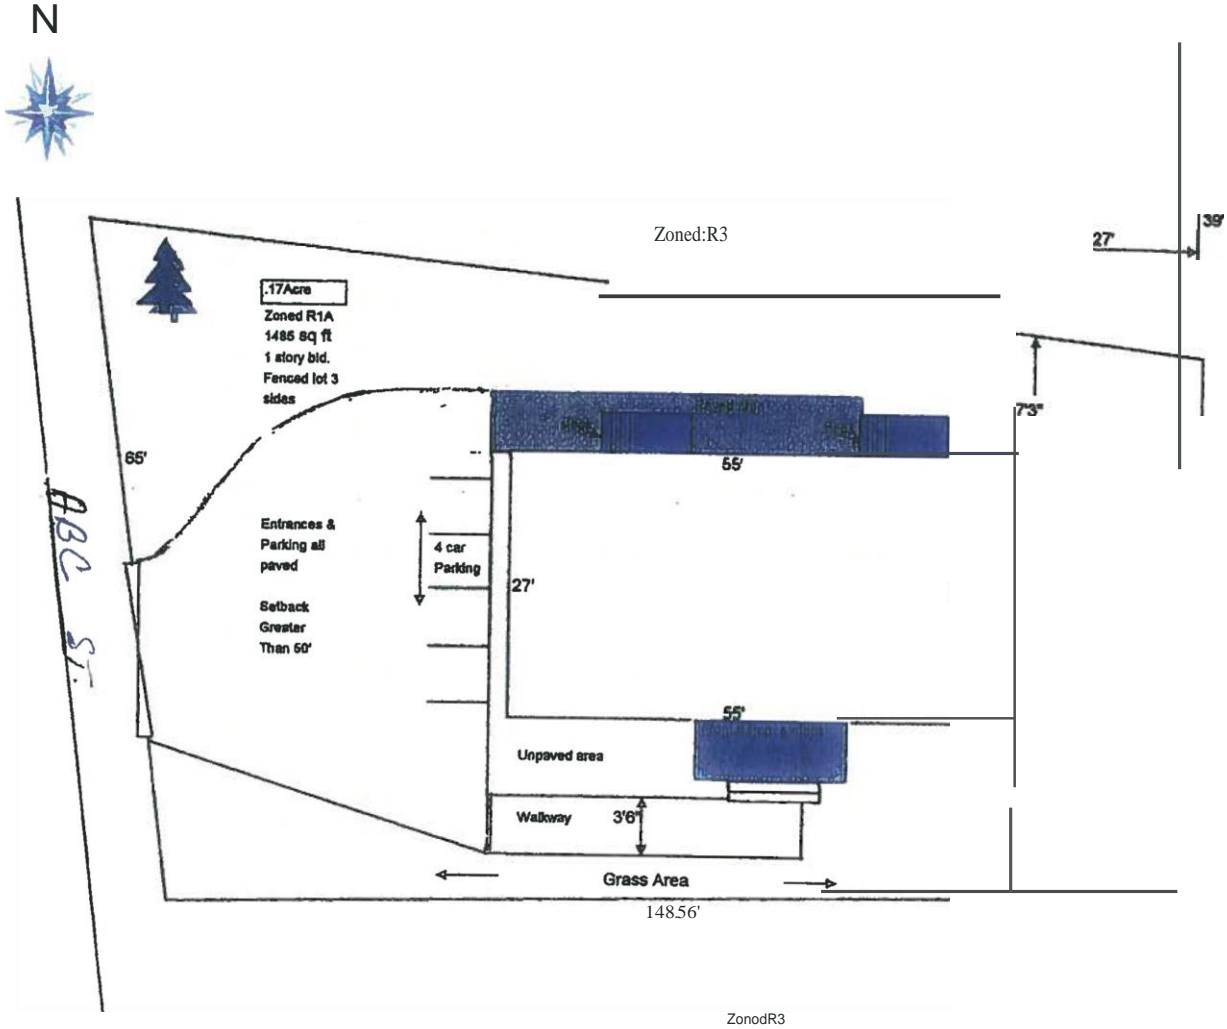 N
Zoned:R3
27'
39'
.17Acre
Zoned R1A
1485 sq ft
1 story bld.
Fenced lot 3
sides
7'3"
65'
55'
ABC ST.
Entrances &
Parking all
paved
4 car
Parking
27'
Setback
Greater
Than 50'
55'
Unpaved area
Walkway
3'6"
Grass Area
14856'
ZonodR3